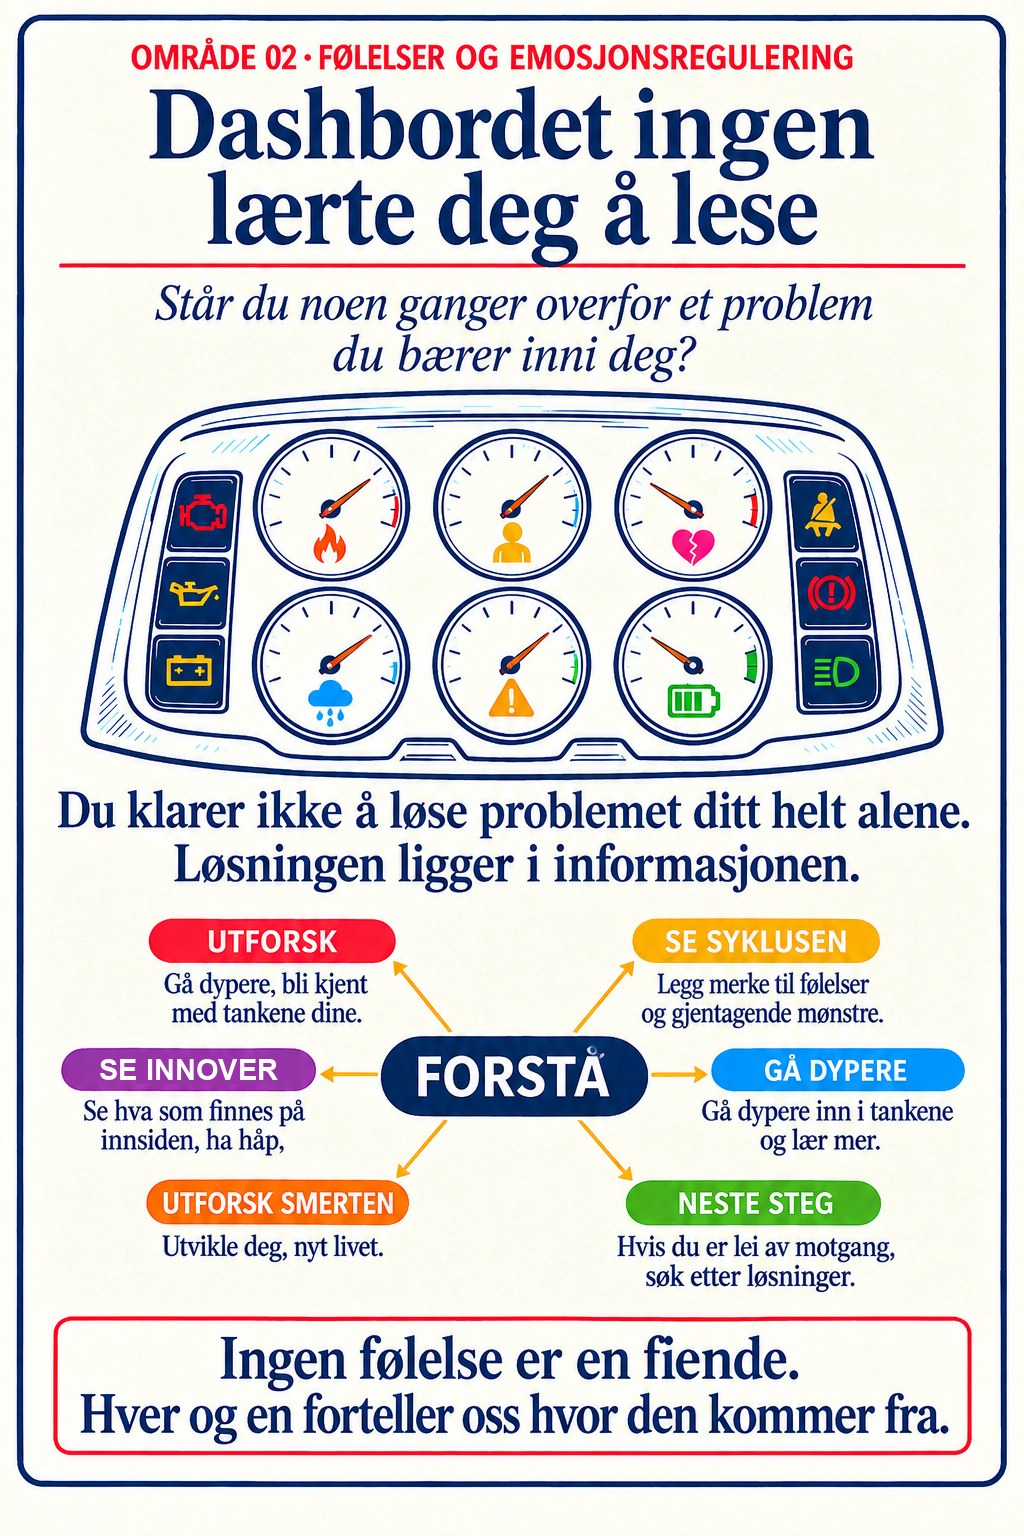 OMRÅDE 02 · FØLELSER OG EMOSJONSREGULERING
Dashbordet ingen
lærte deg å lese
Står du noen ganger overfor et problem
du bærer inni deg?
Du klarer ikke å løse problemet ditt helt alene.
Løsningen ligger i informasjonen.
UTFORSK
Gå dypere, bli kjent
med tankene dine.
SE SYKLUSEN
Legg merke til følelser
og gjentagende mønstre.
FORSTÅ
SE INNOVER
Se hva som finnes på
innsiden, ha håp,
GÅ DYPERE
Gå dypere inn i tankene
og lær mer.
UTFORSK SMERTEN
Utvikle deg, nyt livet.
NESTE STEG
Hvis du er lei av motgang,
søk etter løsninger.
Ingen følelse er en fiende.
Hver og en forteller oss hvor den kommer fra.